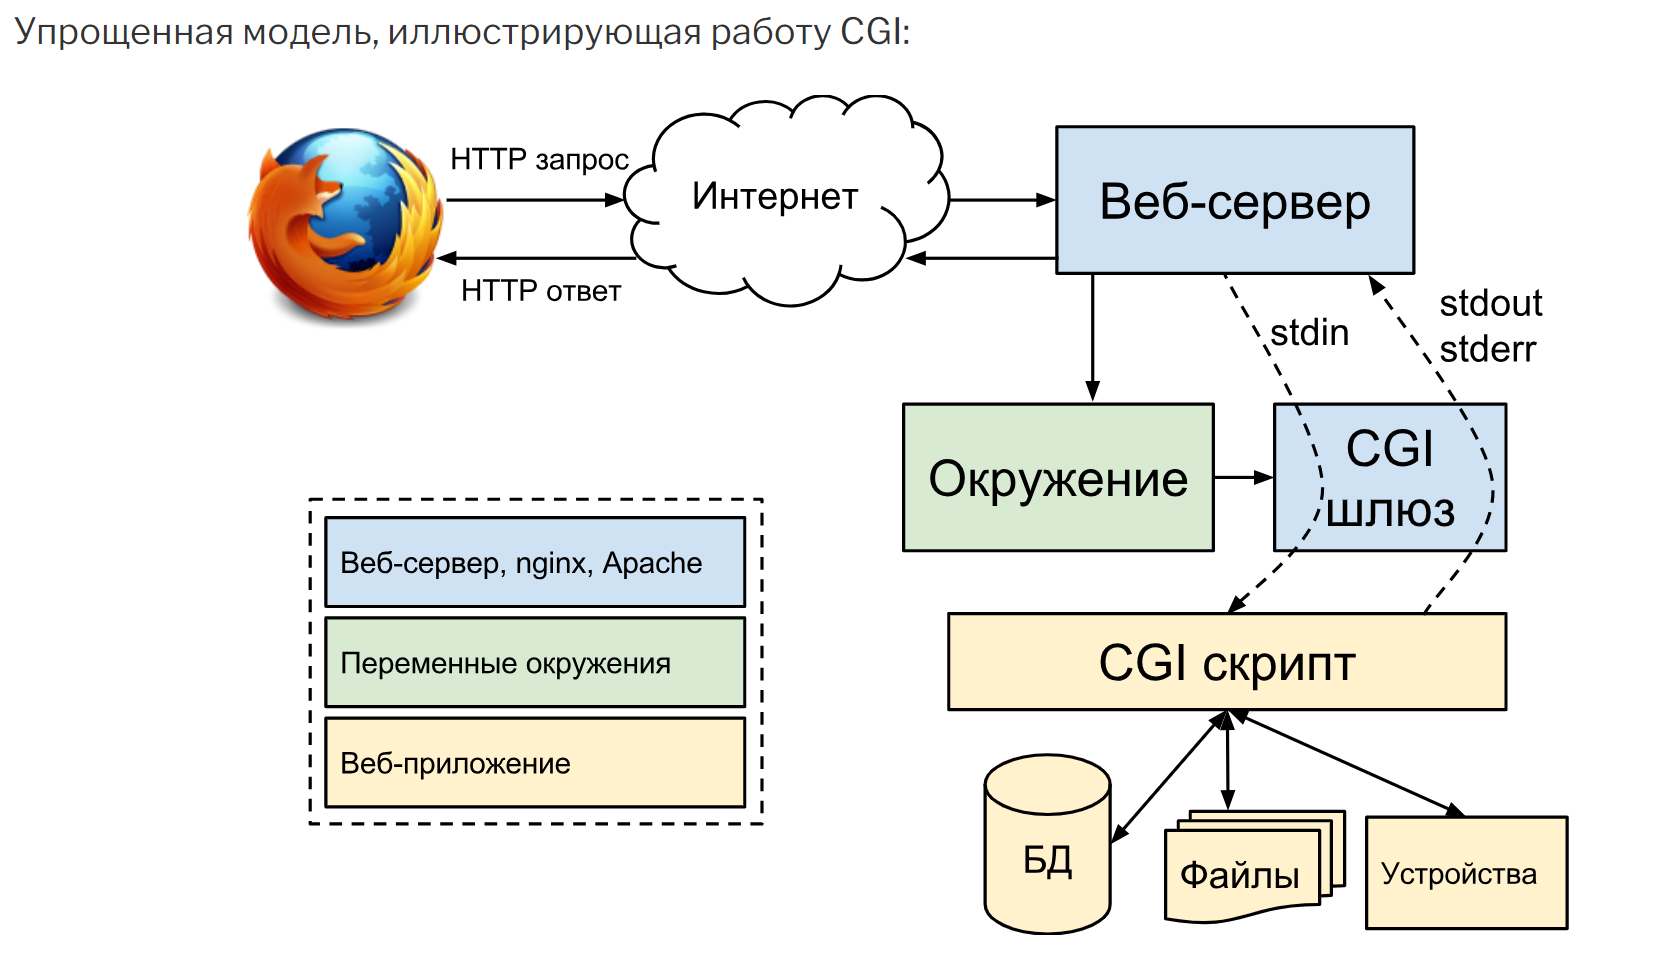 Упрощенная модель, иллюстрирующая работу CGI:
HTTP запрос
Интернет
Веб-сервер
HTTP ответ
stdin
stdout
stderr
Окружение
CGI
шлюз
Веб-сервер, nginx, Apache
Переменные окружения
Веб-приложение
CGI скрипт
БД
Файлы
Устройства